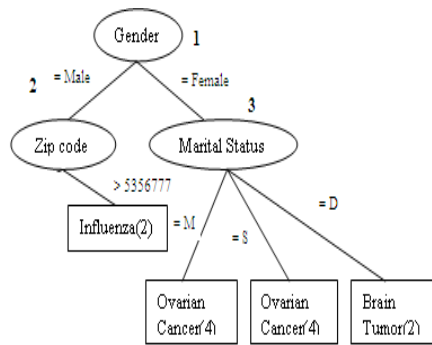 Gender
1
2
= Male
= Female
3
Zip code
Marital Status
> 5356777
= D
Influenza(2)
= M
= S
Ovarian
Cancer(4)
Ovarian
Cancer(4)
Brain
Tumor(2)